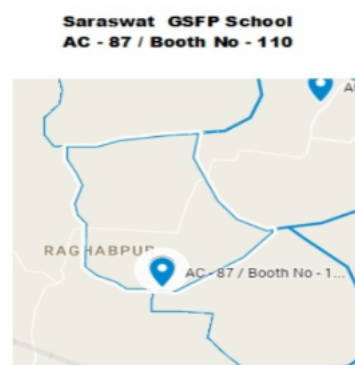 Saraswat GSFP School
AC - 87 / Booth No - 110
RAGHABPUR
AC - 87 / Booth No - 1...